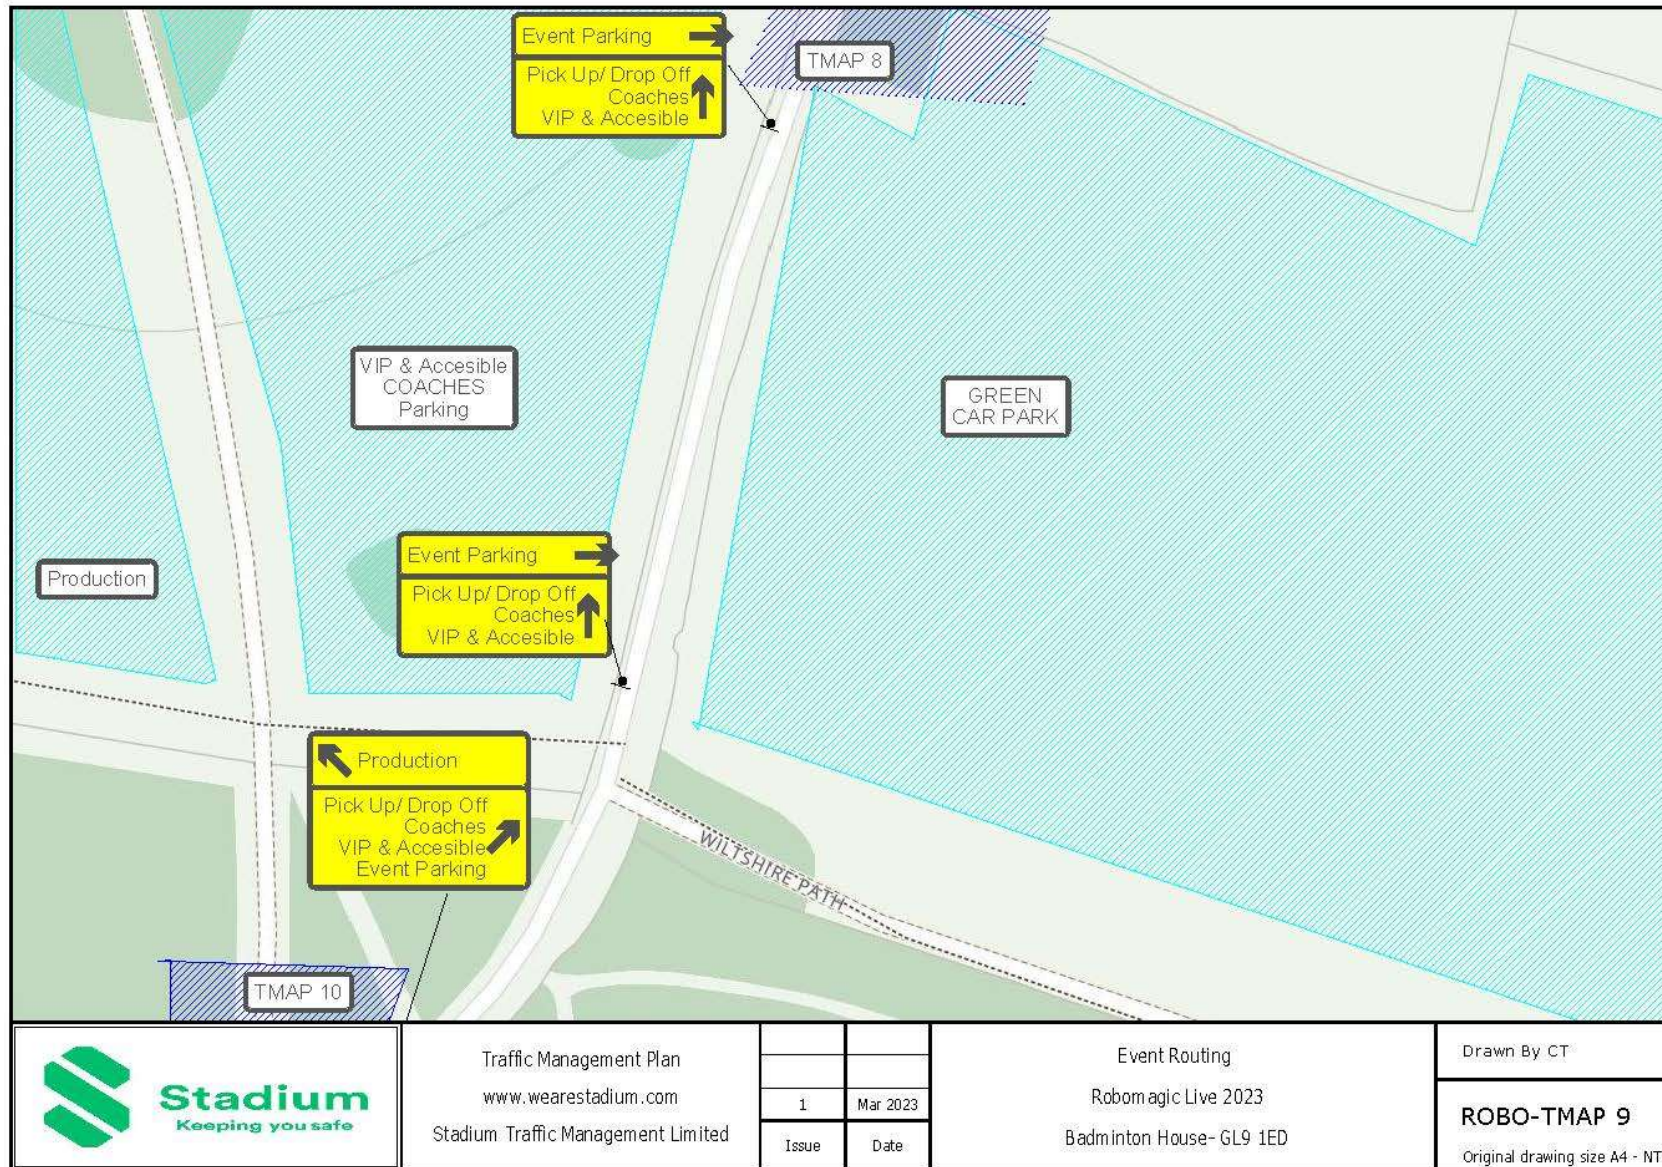 Event Parking
Pick Up/ Drop Off
Coaches
VIP & Accesible
TMAP 8
VIP & Accesible
COACHES
Parking
GREEN
CAR PARK
Production
Event Parking
Pick Up/ Drop Off
Coaches
VIP & Accesible
Production
Pick Up/ Drop Off
Coaches
VIP & Accesible
Event Parking
WILTSHIRE PATH
TMAP 10
Stadium
Keeping you safe
Traffic Management Plan
www.wearestadium.com
Stadium Traffic Management Limited
1 Mar 2023
Issue Date
Event Routing
Robomagic Live 2023
Badminton House- GL9 1ED
Drawn By CT
ROBO-TMAP 9
Original drawing size A4 - NT